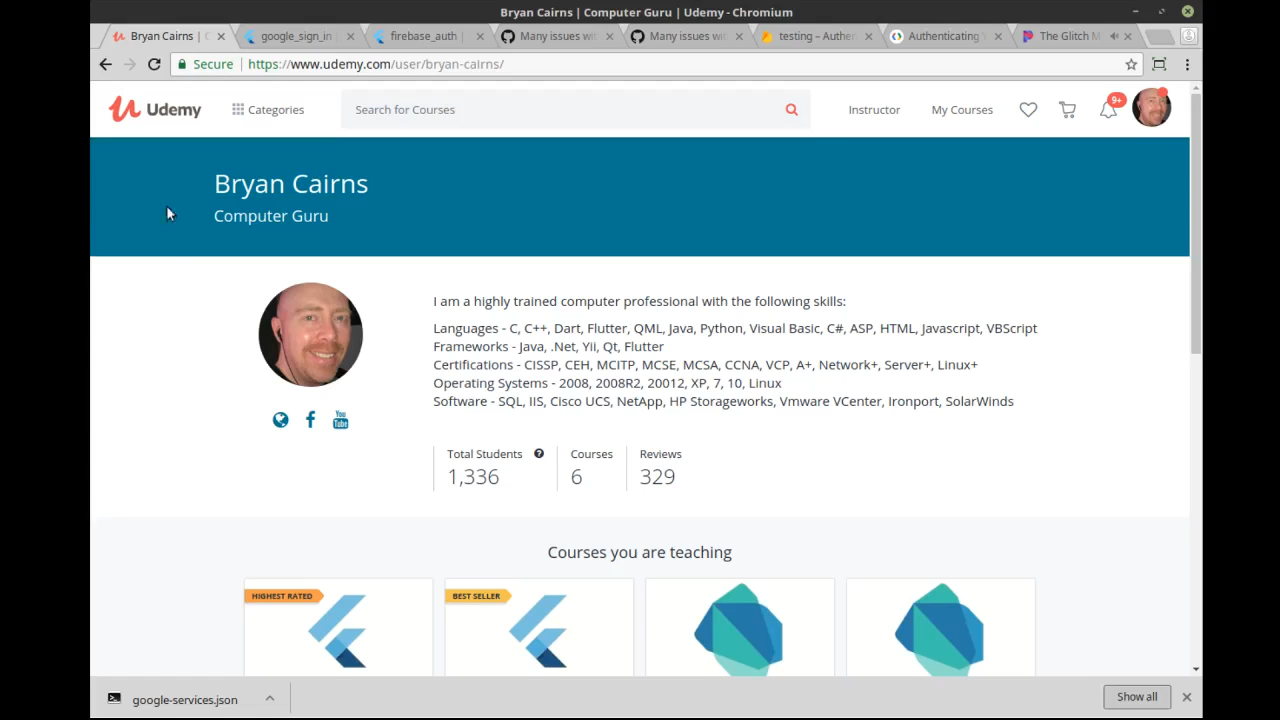 Bryan Cairns | Computer Guru | Udemy - Chromium
Bryan Cairns |
google_sign_in
firebase_auth
Many issues wit
Many issues wit
testing – Authen
Authenticating
The Glitch M
Secure
https://www.udemy.com/user/bryan-cairns/
Udemy
Categories
Search for Courses
Instructor
My Courses
9+
Bryan Cairns
Computer Guru
I am a highly trained computer professional with the following skills:
Languages - C, C++, Dart, Flutter, QML, Java, Python, Visual Basic, C#, ASP, HTML, Javascript, VBScript
Frameworks - Java, .Net, Yii, Qt, Flutter
Certifications - CISSP, CEH, MCITP, MCSE, MCSA, CCNA, VCP, A+, Network+, Server+, Linux+
Operating Systems - 2008, 2008R2, 20012, XP, 7, 10, Linux
Software - SQL, IIS, Cisco UCS, NetApp, HP Storageworks, Vmware VCenter, Ironport, SolarWinds
You
Tube
Total Students
1,336
Courses
6
Reviews
329
Courses you are teaching
HIGHEST RATED
BEST SELLER
google-services.json
Show all